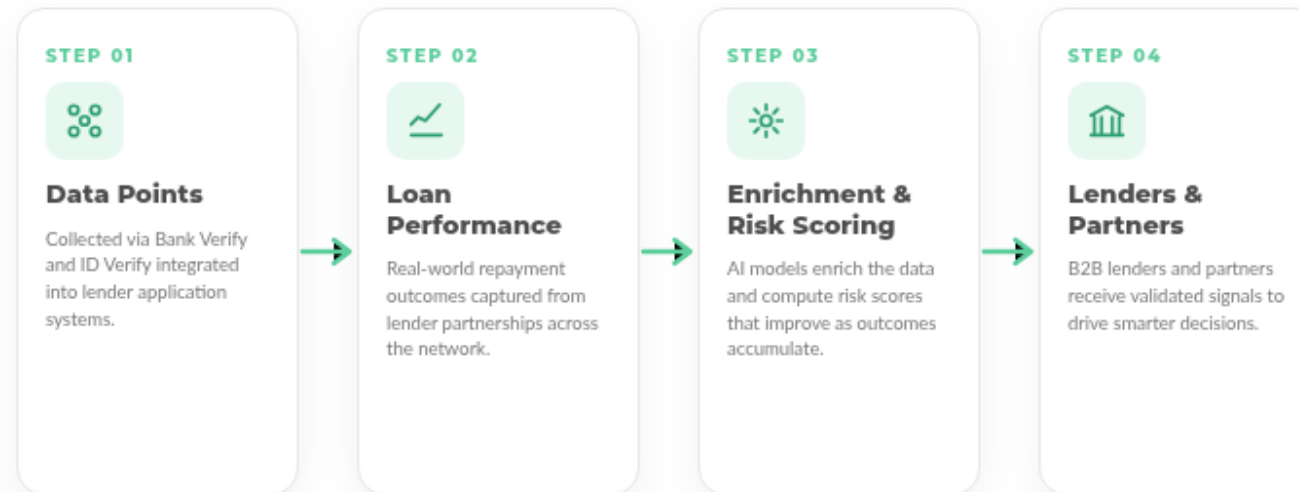 STEP 01
Data Points
Collected via Bank Verify
and ID Verify integrated
into lender application
systems.
STEP 02
Loan
Performance
Real-world repayment
outcomes captured from
lender partnerships across
the network.
STEP 03
Enrichment &
Risk Scoring
AI models enrich the data
and compute risk scores
that improve as outcomes
accumulate.
STEP 04
Lenders &
Partners
B2B lenders and partners
receive validated signals to
drive smarter decisions.